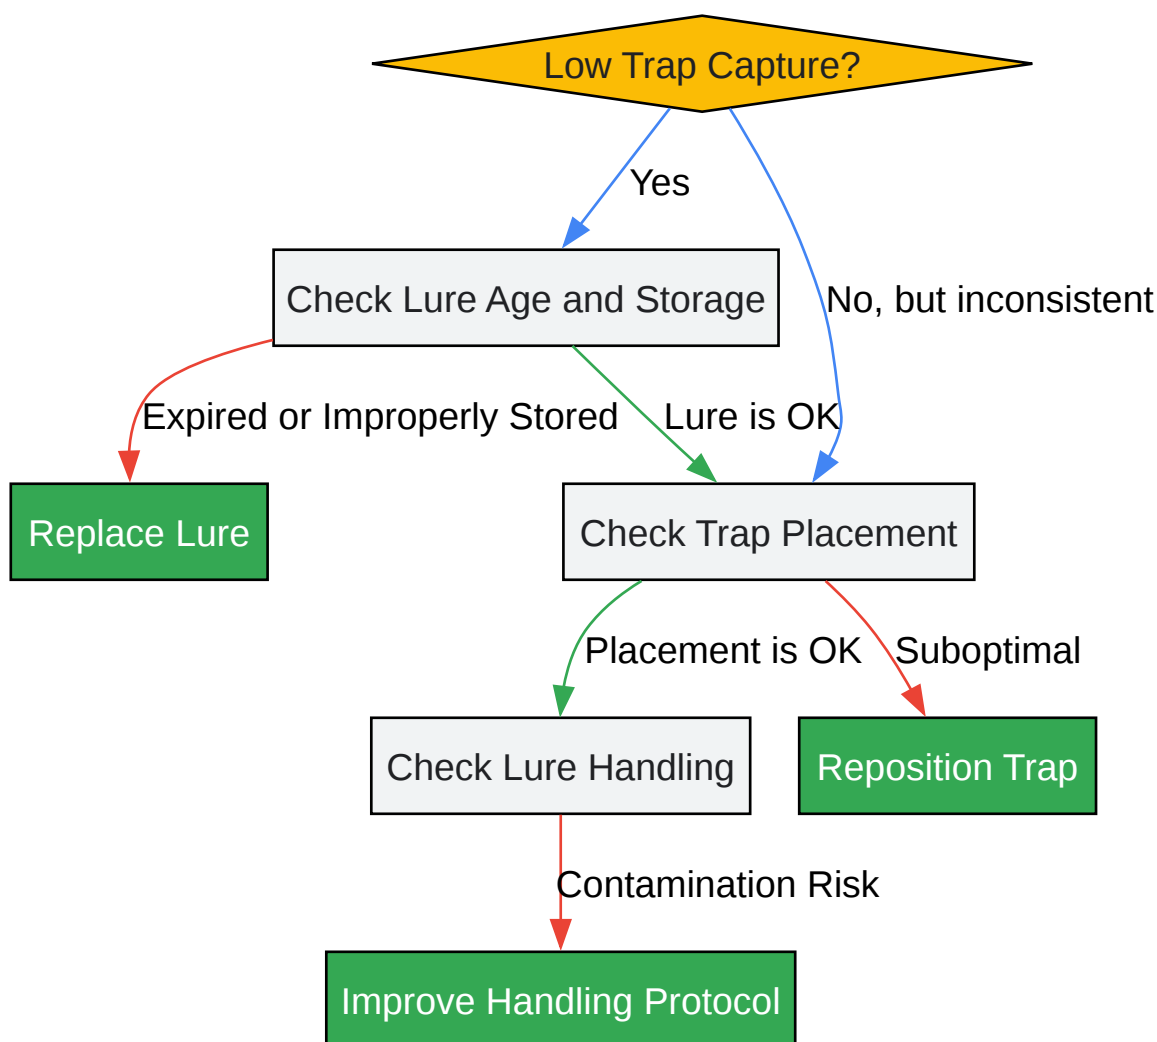 Low Trap Capture?
Yes
Check Lure Age and Storage
No, but inconsistent
Expired or Improperly Stored
Lure is OK
Replace Lure
Check Trap Placement
Placement is OK
Suboptimal
Check Lure Handling
Reposition Trap
Contamination Risk
Improve Handling Protocol